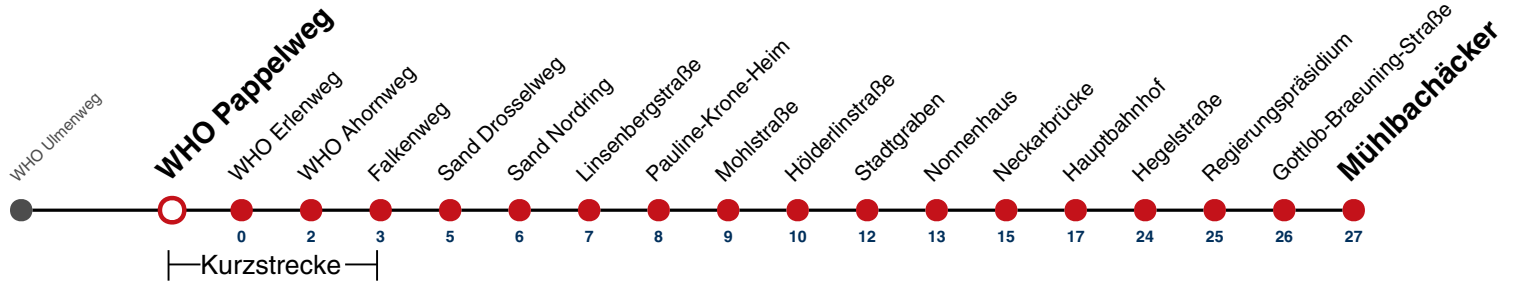 WHO Ulmenweg
WHO Pappelweg
WHO Erlenweg
WHO Ahornweg
Falkenweg
Sand Drosselweg
Sand Nordring
Linsenbergstraße
Pauline-Krone-Heim
Mohlstraße
Hölderlinstraße
Stadtgraben
Nonnenhaus
Neckarbrücke
Hauptbahnhof
Hegelstraße
Regierungspräsidium
Gottlob-Braeuning-Straße
Mühlbachäcker
0 2 3 5 6 7 8 9 10 12 13 15 17 24 25 26 27
Kurzstrecke